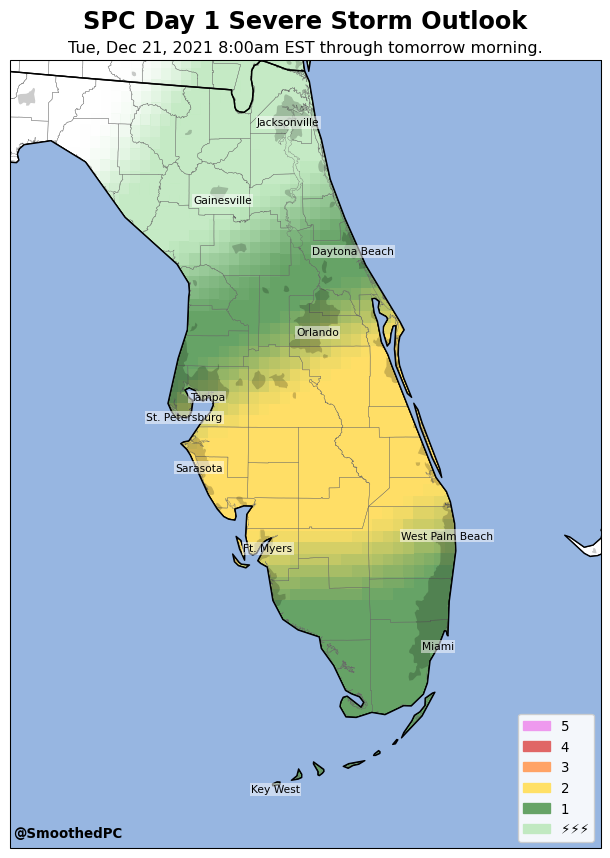 SPC Day 1 Severe Storm Outlook
Tue, Dec 21, 2021 8:00am EST through tomorrow morning.
Jacksonville
Gainesville
Daytona Beach
Orlando
Tampa
St. Petersburg
Sarasota
West Palm Beach
Ft. Myers
Miami
Key West
5
4
3
2
1
⚡⚡⚡
@SmoothedPC